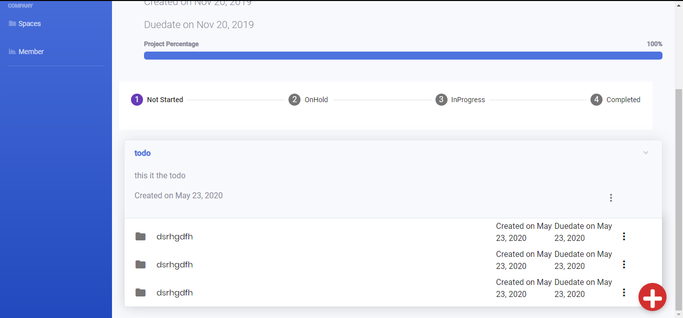 COMPANY
Spaces
Member
Created on Nov 20, 2019
Duedate on Nov 20, 2019
Project Percentage 100%
1 Not Started 2 OnHold 3 InProgress 4 Completed
todo
this it the todo
Created on May 23, 2020
dsrhgdfh Created on May 23, 2020 Duedate on May 23, 2020
dsrhgdfh Created on May 23, 2020 Duedate on May 23, 2020
dsrhgdfh Created on May 23, 2020 Duedate on May 23, 2020